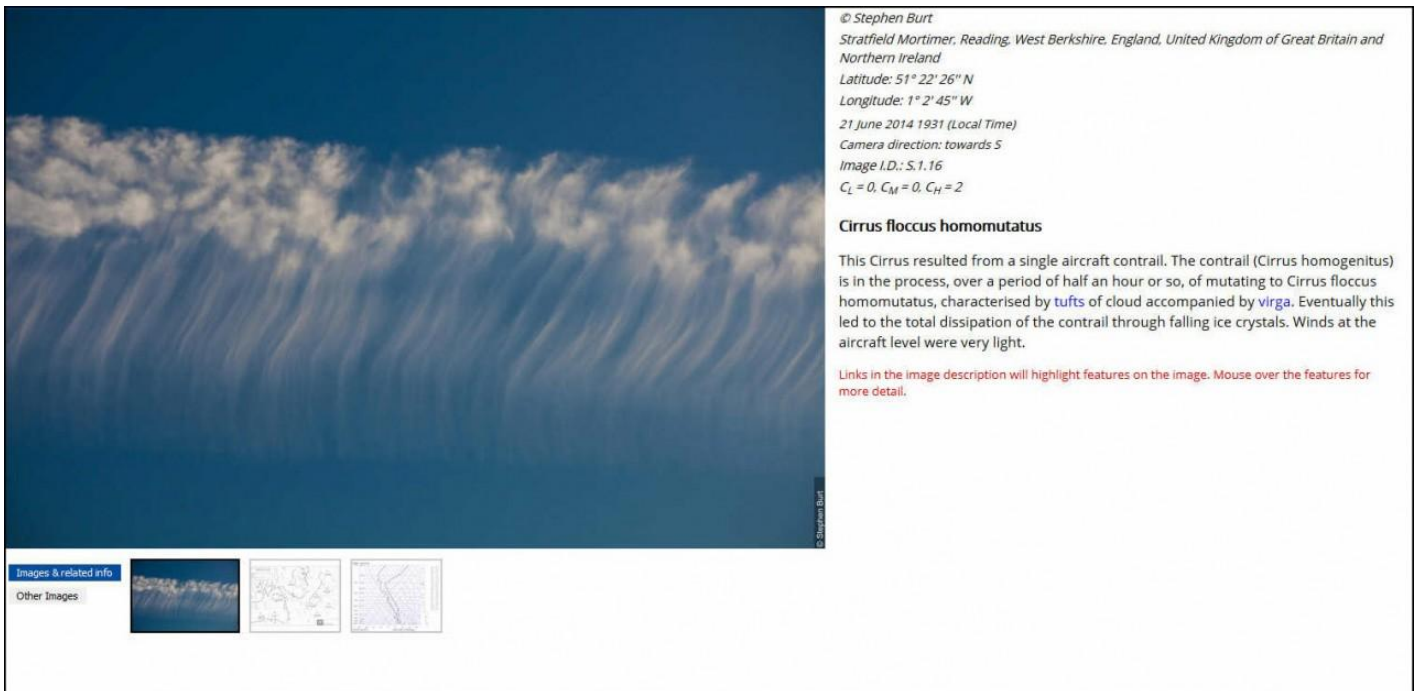 © Stephen Burt
Stratfield Mortimer, Reading, West Berkshire, England, United Kingdom of Great Britain and
Northern Ireland
Latitude: 51° 22' 26" N
Longitude: 1° 2' 45" W
21 June 2014 1931 (Local Time)
Camera direction: towards S
Image I.D.: S.1.16
CL = 0, CM = 0, CH = 2
Cirrus floccus homomutatus
This Cirrus resulted from a single aircraft contrail. The contrail (Cirrus homogenitus)
is in the process, over a period of half an hour or so, of mutating to Cirrus floccus
homomutatus, characterised by tufts of cloud accompanied by virga. Eventually this
led to the total dissipation of the contrail through falling ice crystals. Winds at the
aircraft level were very light.
Links in the image description will highlight features on the image. Mouse over the features for
more detail.
© Stephen Burt
Images & related info
Other Images